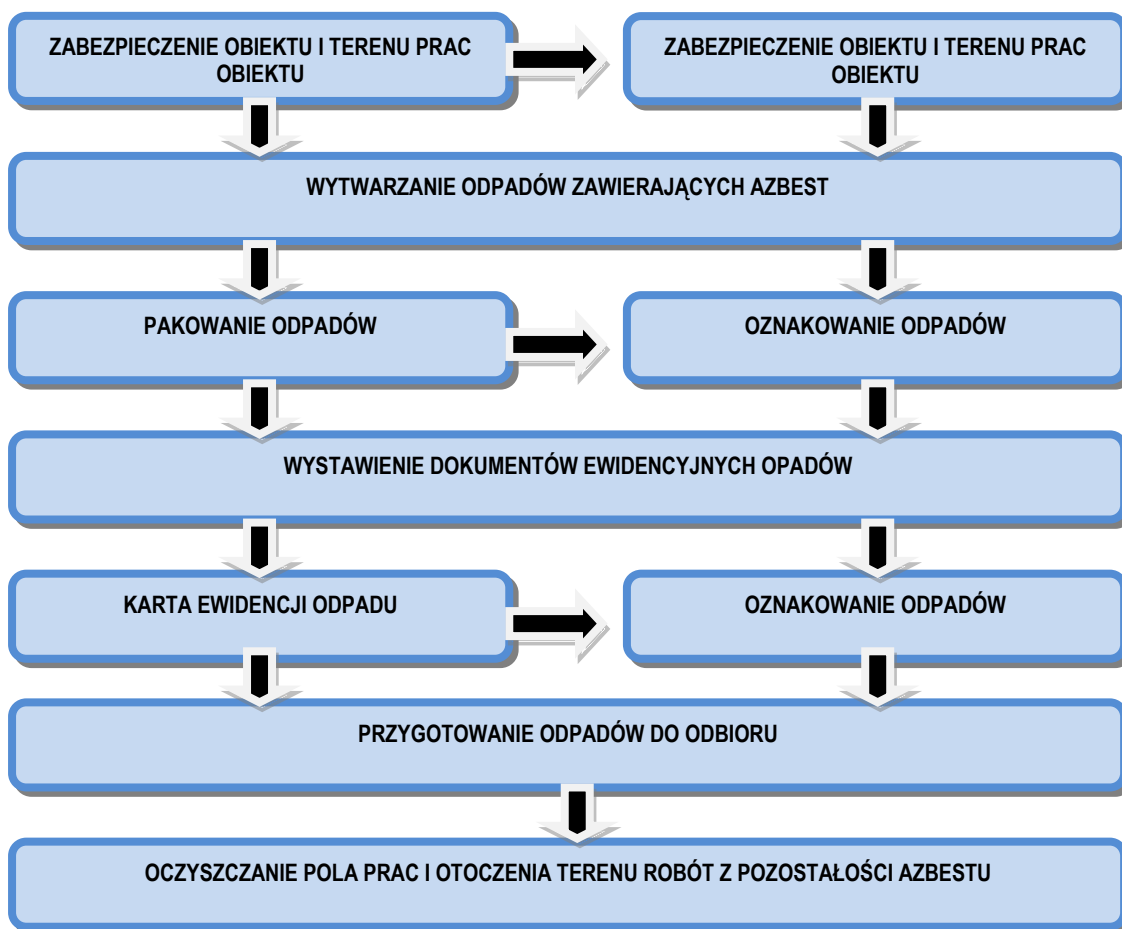 ZABEZPIECZENIE OBIEKTU I TERENU PRAC
OBIEKTU
ZABEZPIECZENIE OBIEKTU I TERENU PRAC
OBIEKTU
WYTWARZANIE ODPADÓW ZAWIERAJĄCYCH AZBEST
PAKOWANIE ODPADÓW
OZNAKOWANIE ODPADÓW
WYSTAWIENIE DOKUMENTÓW EWIDENCYJNYCH OPADÓW
KARTA EWIDENCJI ODPADU
OZNAKOWANIE ODPADÓW
PRZYGOTOWANIE ODPADÓW DO ODBIORU
OCZYSZCZANIE POLA PRAC I OTOCZENIA TERENU ROBÓT Z POZOSTAŁOŚCI AZBESTU